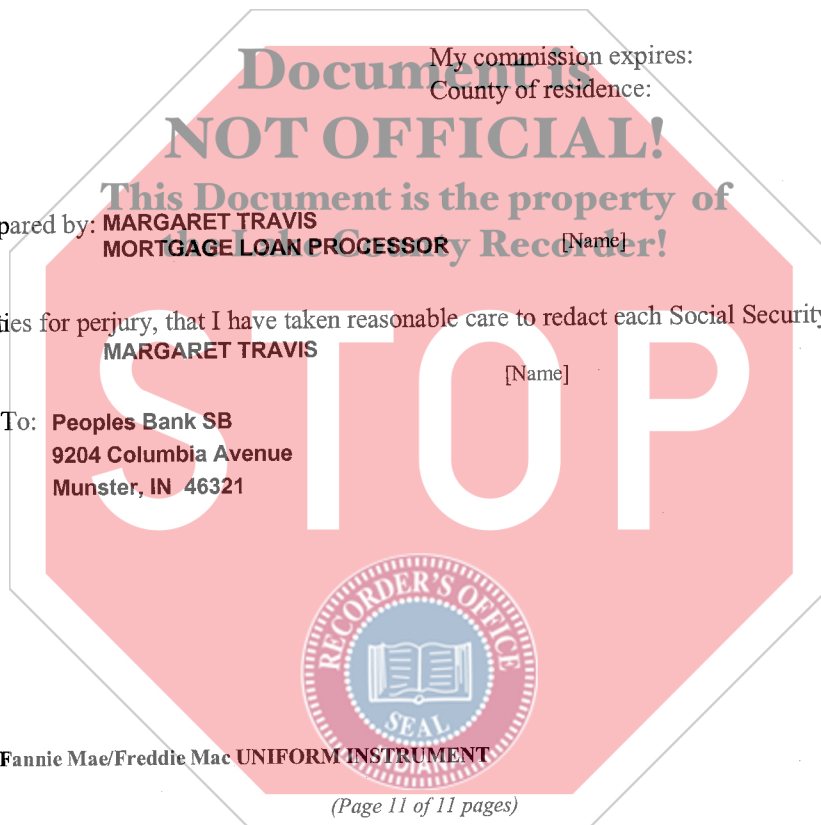 My commission expires:
County of residence:
Document is
NOT OFFICIAL!
This Document is the property of
the Lake County Recorder!
pared by: MARGARET TRAVIS
MORTGAGE LOAN PROCESSOR [Name]
ties for perjury, that I have taken reasonable care to redact each Social Security
MARGARET TRAVIS
[Name]
To: Peoples Bank SB
9204 Columbia Avenue
Munster, IN 46321
STOP
RECORDER'S OFFICE
SEAL
INDIANA
Fannie Mae/Freddie Mac UNIFORM INSTRUMENT
(Page 11 of 11 pages)